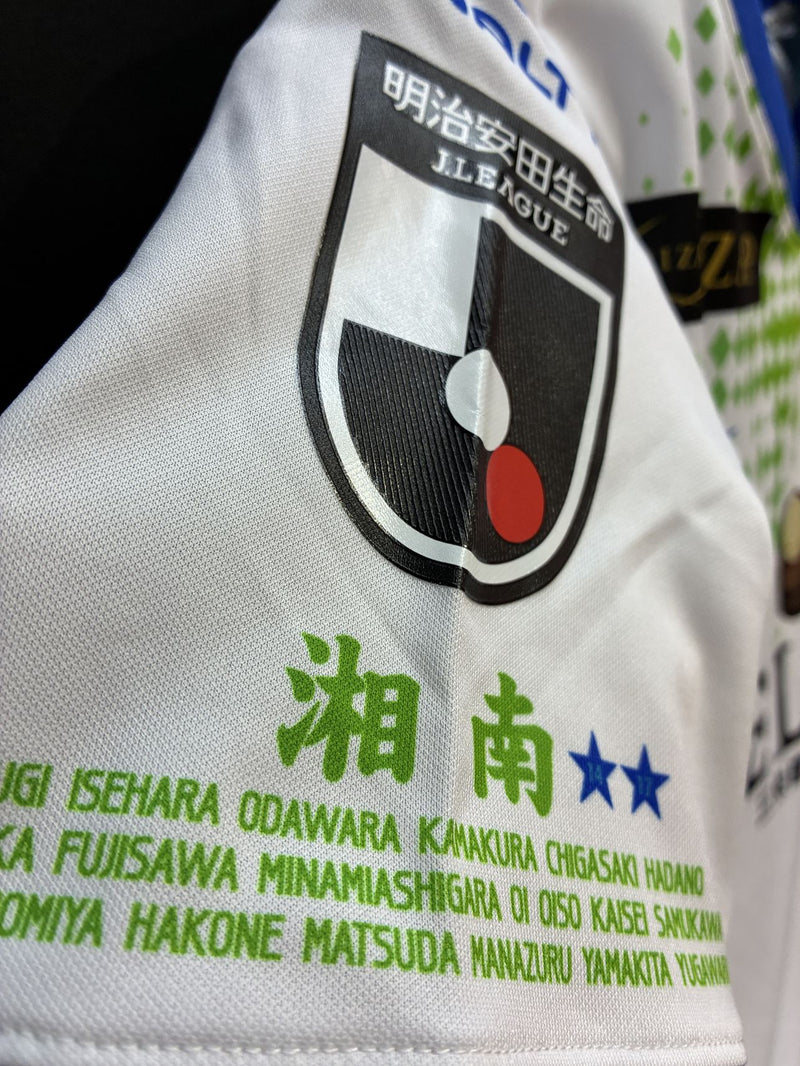 明治安田生命
J.LEAGUE
湘南
14 17
ISEHARA ODAWARA KAMAKURA CHIGASAKI HADANO
FUJISAWA MINAMIASHIGARA OI OISO KAISEI SAMUKAWA
HAKONE MATSUDA MANAZURU YAMAKITA